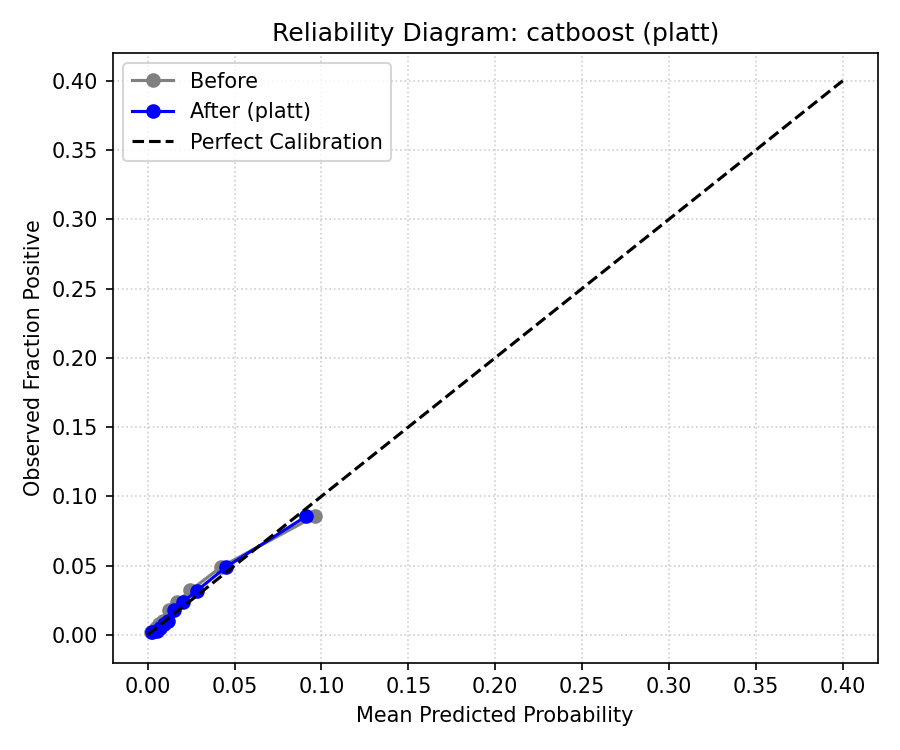 Reliability Diagram: catboost (platt)
Before
After (platt)
Perfect Calibration
Observed Fraction Positive
0.40
0.35
0.30
0.25
0.20
0.15
0.10
0.05
0.00
0.00 0.05 0.10 0.15 0.20 0.25 0.30 0.35 0.40
Mean Predicted Probability